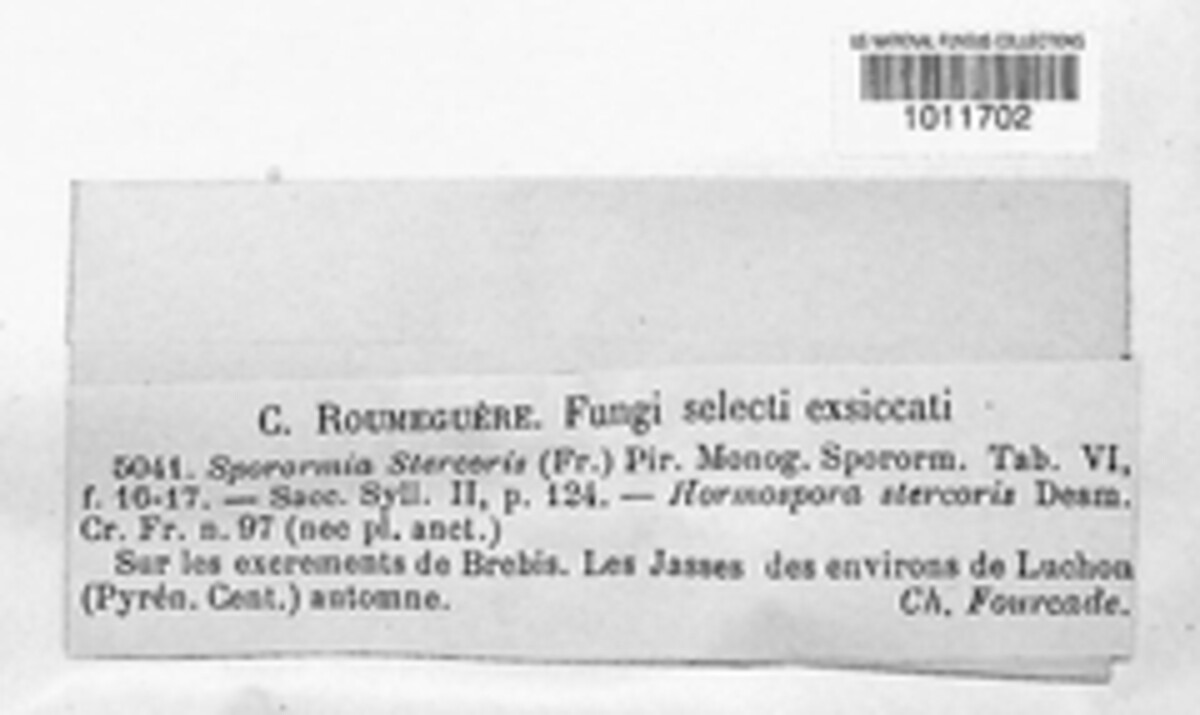 US NATIONAL FUNGUS COLLECTIONS
1011702
C. ROUMEGUÈRE. Fungi selecti exsiccati
5041. Sporormia Stercoris (Fr.) Pir. Monog. Spororm. Tab. VI,
f. 16-17. — Sacc. Syll. II, p. 124. — Hormospora stercoris Desm.
Cr. Fr. n. 97 (nec pl. auct.)
Sur les excrements de Brebis. Les Jasses des environs de Luchon
(Pyrén. Cent.) automne. Ch. Fourcade.